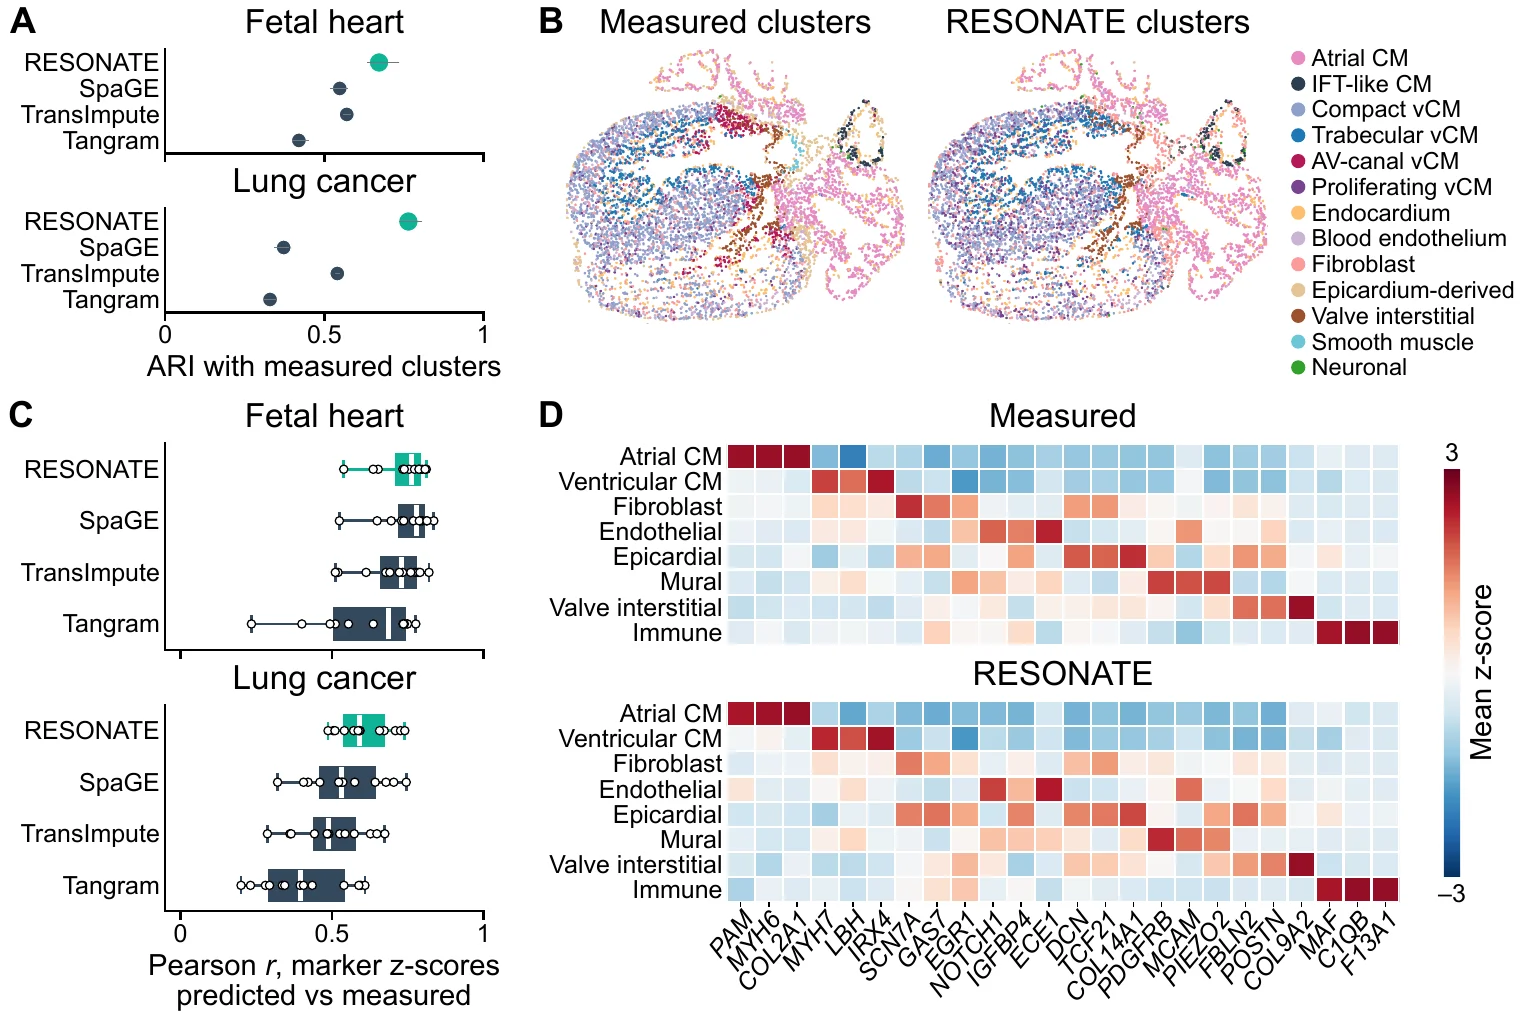 A
Fetal heart
RESONATE
SpaGE
TransImpute
Tangram
Lung cancer
RESONATE
SpaGE
TransImpute
Tangram
0 0.5 1
ARI with measured clusters
B
Measured clusters
RESONATE clusters
Atrial CM
IFT-like CM
Compact vCM
Trabecular vCM
AV-canal vCM
Proliferating vCM
Endocardium
Blood endothelium
Fibroblast
Epicardium-derived
Valve interstitial
Smooth muscle
Neuronal
C
Fetal heart
RESONATE
SpaGE
TransImpute
Tangram
Lung cancer
RESONATE
SpaGE
TransImpute
Tangram
0 0.5 1
Pearson r, marker z-scores
predicted vs measured
D
Measured
Atrial CM
Ventricular CM
Fibroblast
Endothelial
Epicardial
Mural
Valve interstitial
Immune
RESONATE
Atrial CM
Ventricular CM
Fibroblast
Endothelial
Epicardial
Mural
Valve interstitial
Immune
PAM
MYH6
COL2A1
MYH7
LBH
IRX4
SCN7A
GAS7
EGR1
NOTCH1
IGFBP4
ECE1
DCN
TCF21
COL14A1
PDGFRB
MCAM
PIEZO2
FBLN2
POSTN
COL9A2
MAF
C1QB
F13A1
3
Mean z-score
−3